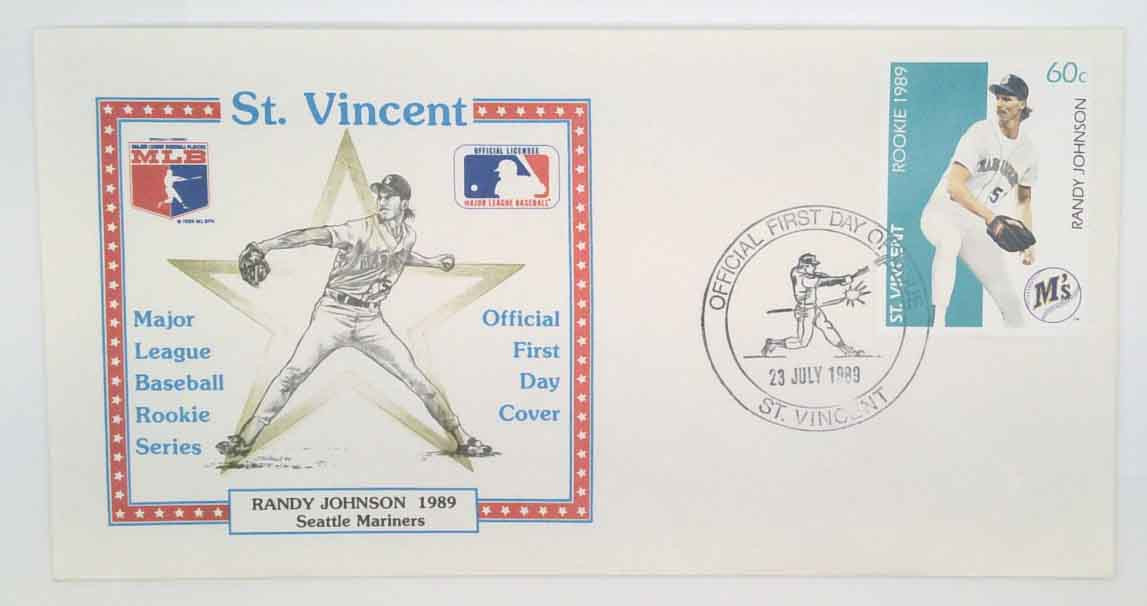 St. Vincent
MLB
OFFICIAL LICENSEE
MAJOR LEAGUE BASEBALL
Major
League
Baseball
Rookie
Series
Official
First
Day
Cover
RANDY JOHNSON 1989
Seattle Mariners
OFFICIAL FIRST DAY OF ISSUE
23 JULY 1989
ST. VINCENT
60c
ROOKIE 1989
ST. VINCENT
RANDY JOHNSON
5
M's